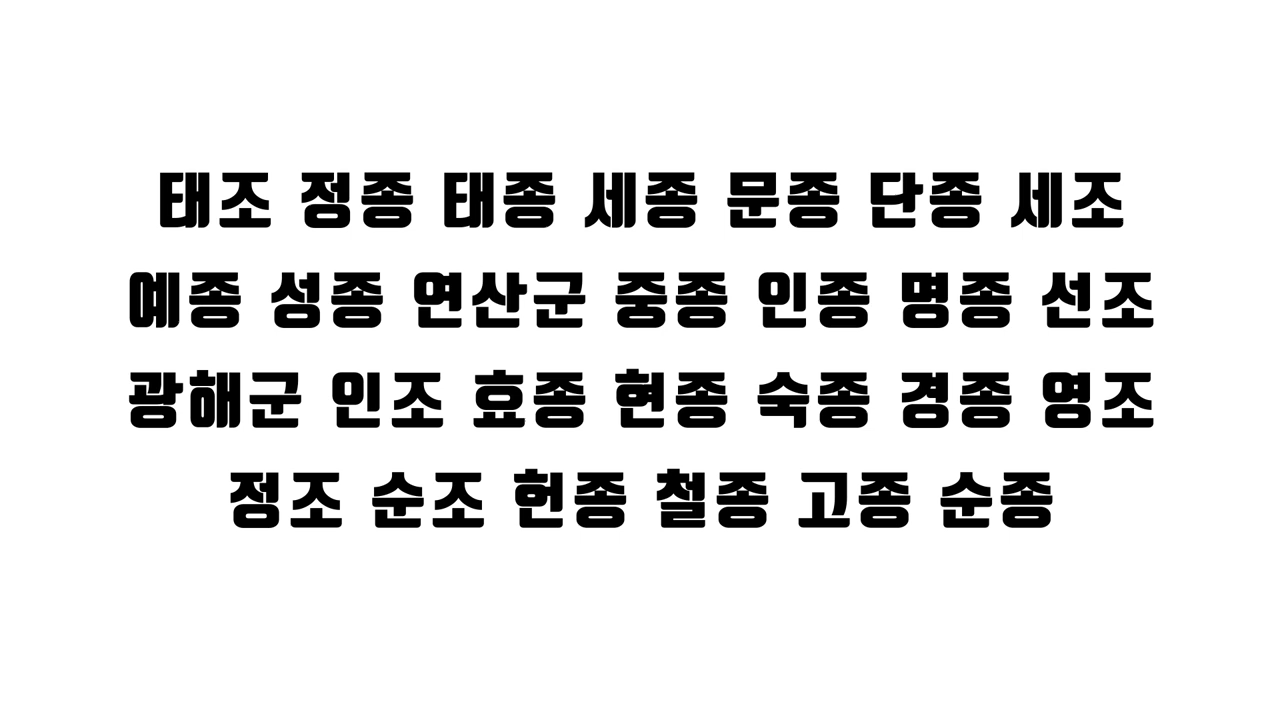 태조 정종 태종 세종 문종 단종 세조
예종 성종 연산군 중종 인종 명종 선조
광해군 인조 효종 현종 숙종 경종 영조
정조 순조 헌종 철종 고종 순종